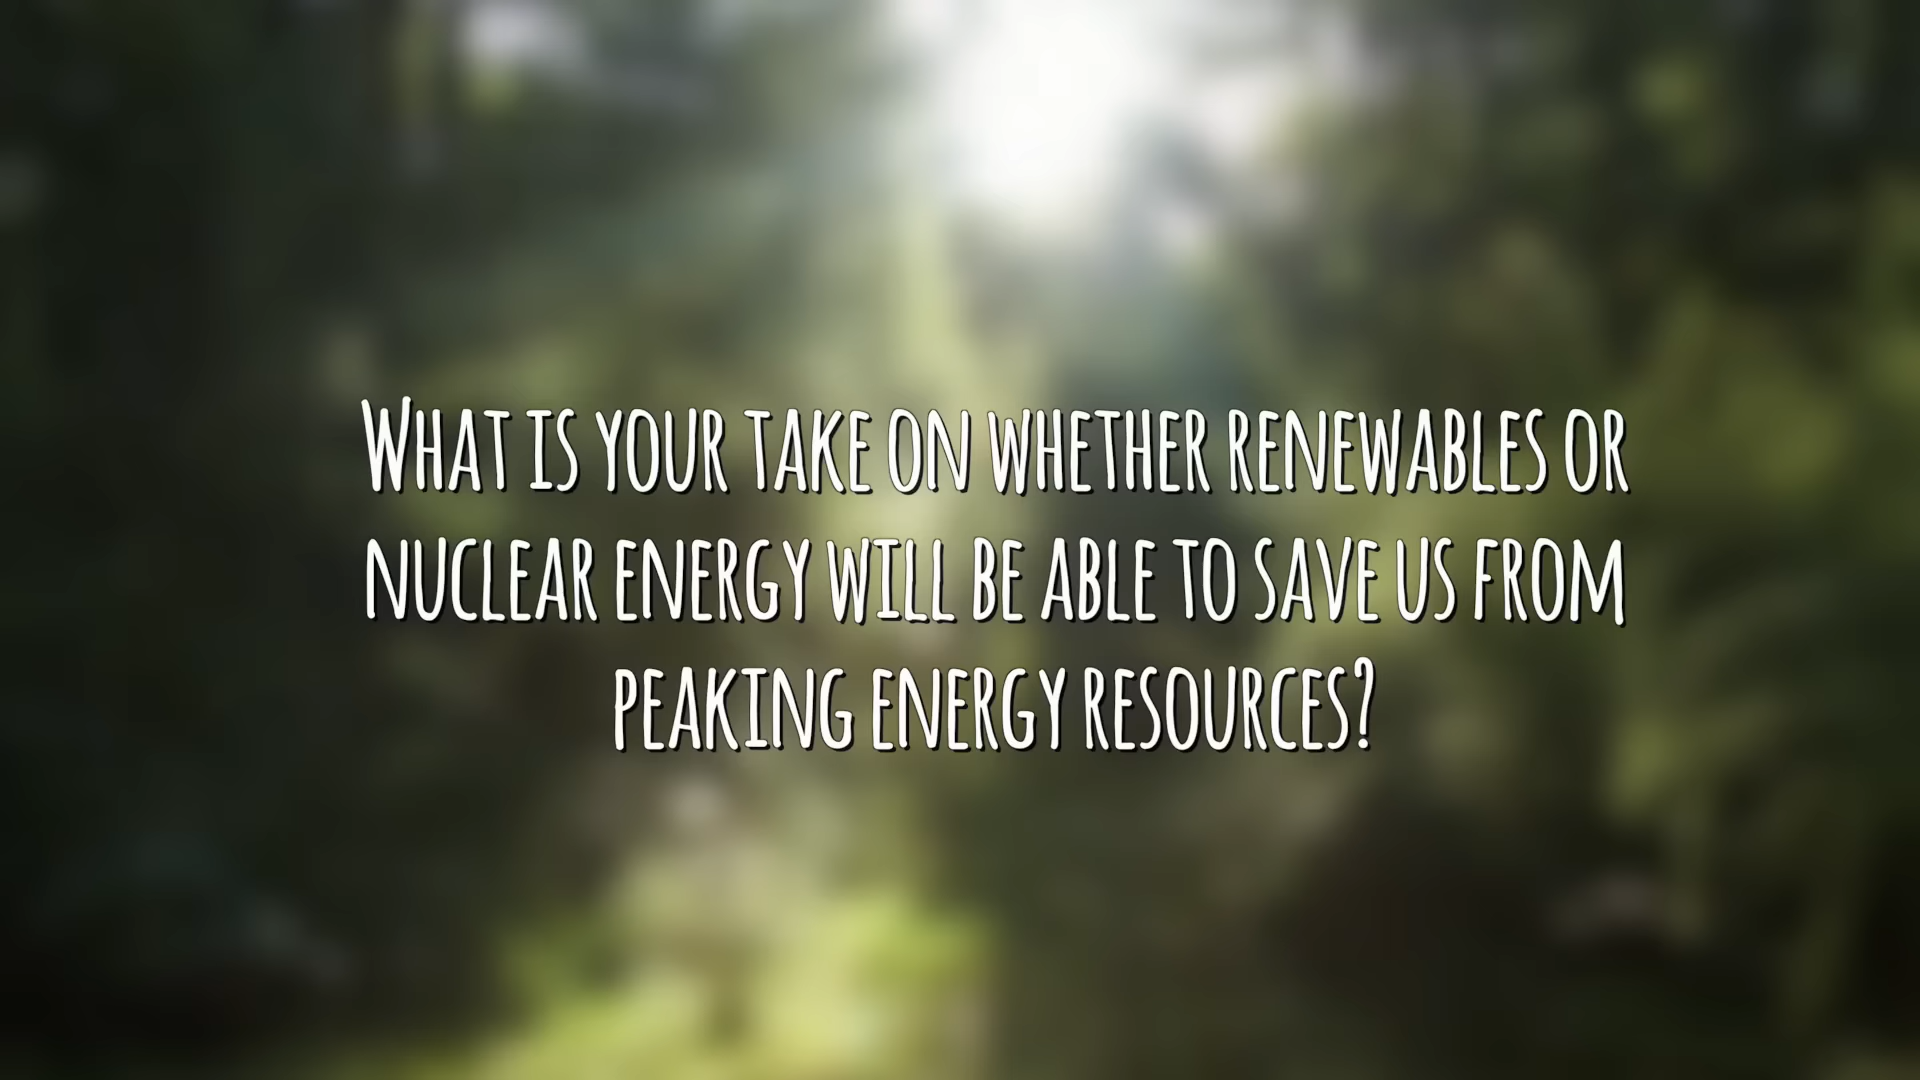 What is your take on whether renewables or
nuclear energy will be able to save us from
peaking energy resources?